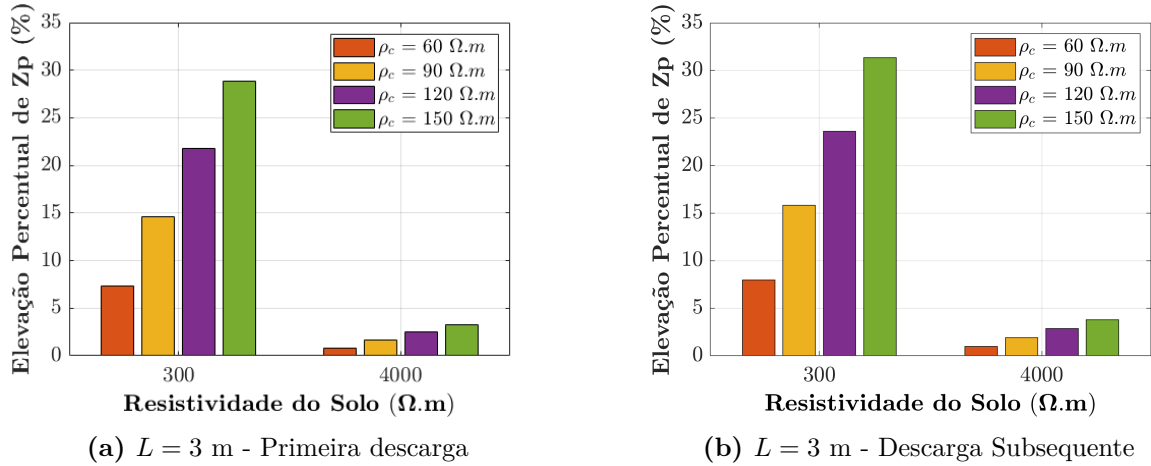 Elevação Percentual de Zp (%)
35
30
25
20
15
10
5
0
ρc = 60 Ω.m
ρc = 90 Ω.m
ρc = 120 Ω.m
ρc = 150 Ω.m
300
4000
Resistividade do Solo (Ω.m)
(a) L = 3 m - Primeira descarga
Elevação Percentual de Zp (%)
35
30
25
20
15
10
5
0
ρc = 60 Ω.m
ρc = 90 Ω.m
ρc = 120 Ω.m
ρc = 150 Ω.m
300
4000
Resistividade do Solo (Ω.m)
(b) L = 3 m - Descarga Subsequente